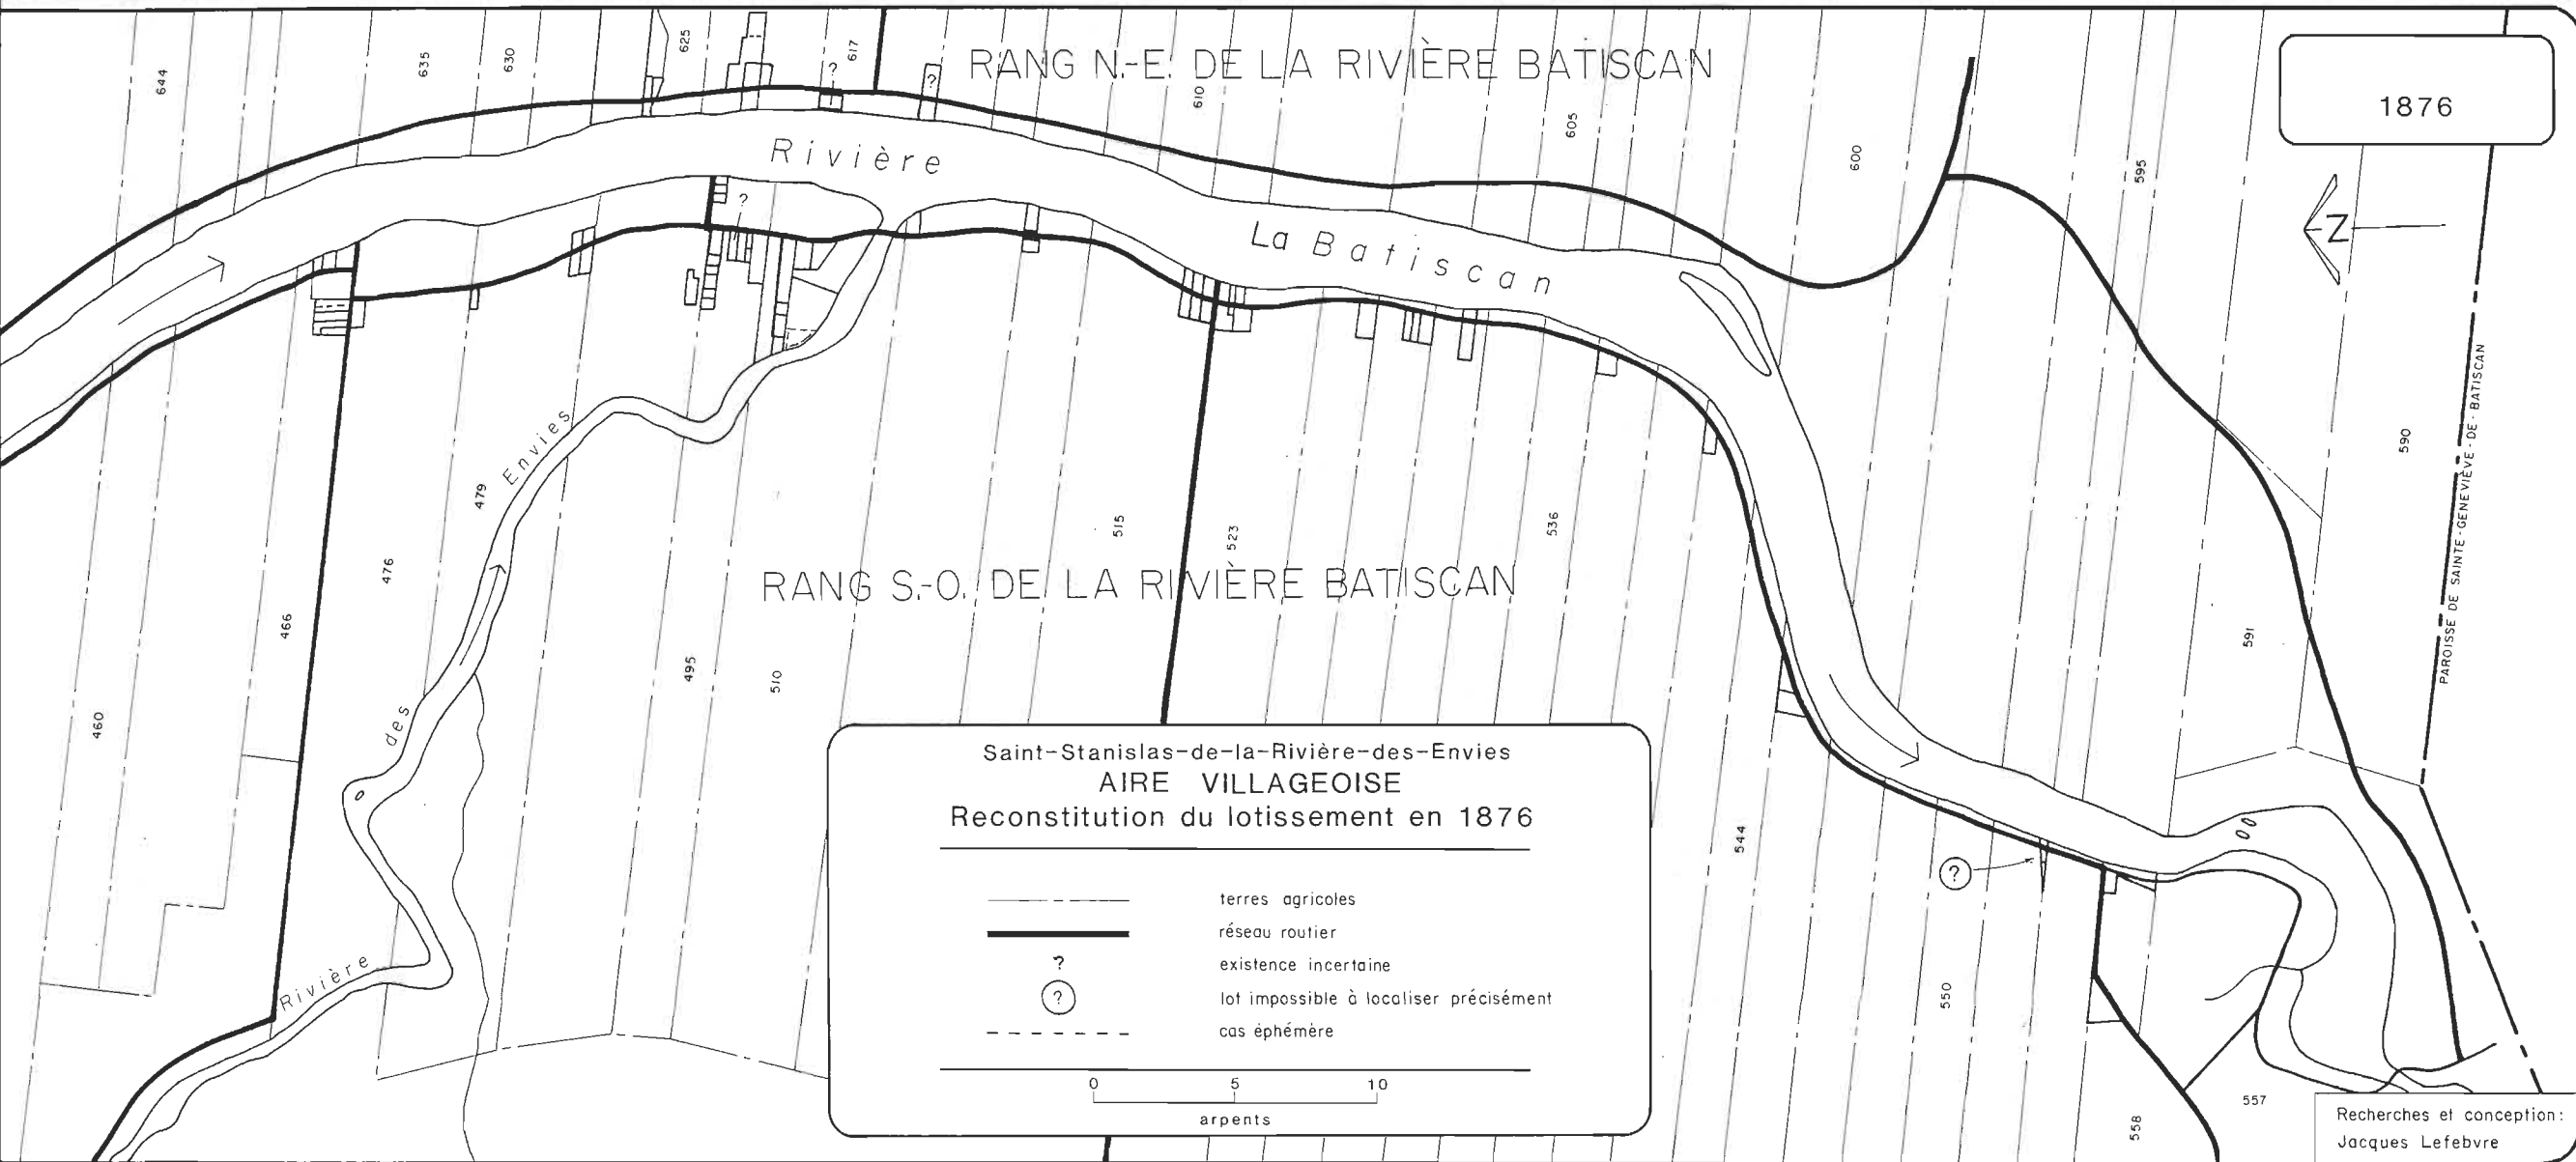 RANG N.-E. DE LA RIVIÈRE BATISCAN
1876
644
635
630
625
617
?
?
610
605
600
595
Rivière
La Batiscan
?
Z
590
591
PAROISSE DE SAINTE-GENEVIÈVE-DE-BATISCAN
Rivière des Envies
460
466
476
479
495
510
515
523
536
544
550
558
557
RANG S.-O. DE LA RIVIÈRE BATISCAN
?
Saint-Stanislas-de-la-Rivière-des-Envies
AIRE VILLAGEOISE
Reconstitution du lotissement en 1876
terres agricoles
réseau routier
? existence incertaine
? lot impossible à localiser précisément
cas éphémère
0 5 10
arpents
Recherches et conception:
Jacques Lefebvre